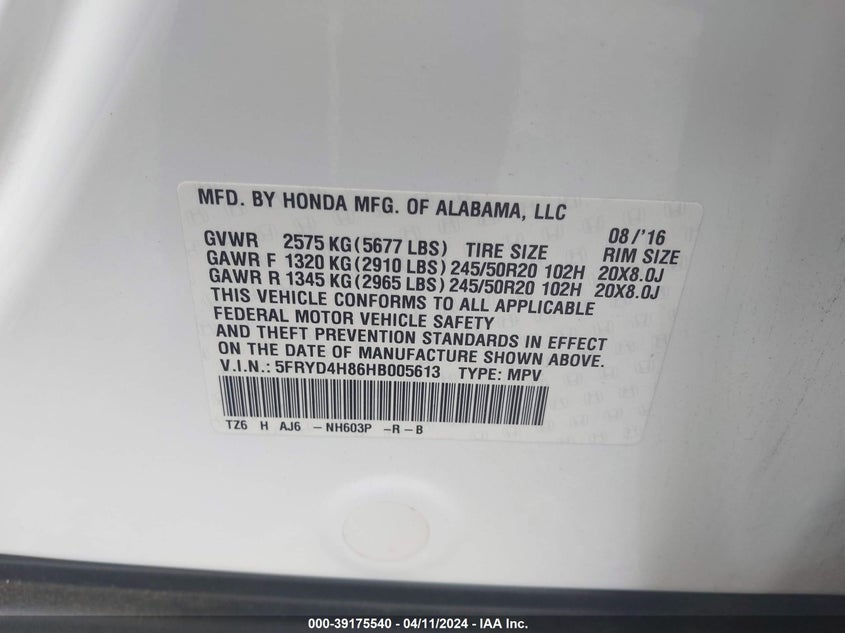 MFD. BY HONDA MFG. OF ALABAMA, LLC 08/'16
GVWR 2575 KG(5677 LBS) TIRE SIZE RIM SIZE
GAWR F 1320 KG(2910 LBS) 245/50R20 102H 20X8.0J
GAWR R 1345 KG(2965 LBS) 245/50R20 102H 20X8.0J
THIS VEHICLE CONFORMS TO ALL APPLICABLE
FEDERAL MOTOR VEHICLE SAFETY
AND THEFT PREVENTION STANDARDS IN EFFECT
ON THE DATE OF MANUFACTURE SHOWN ABOVE.
V.I.N.: 5FRYD4H86HB005613 TYPE: MPV
TZ6 H AJ6 -NH603P -R-B
000-39175540 - 04/11/2024 - IAA Inc.